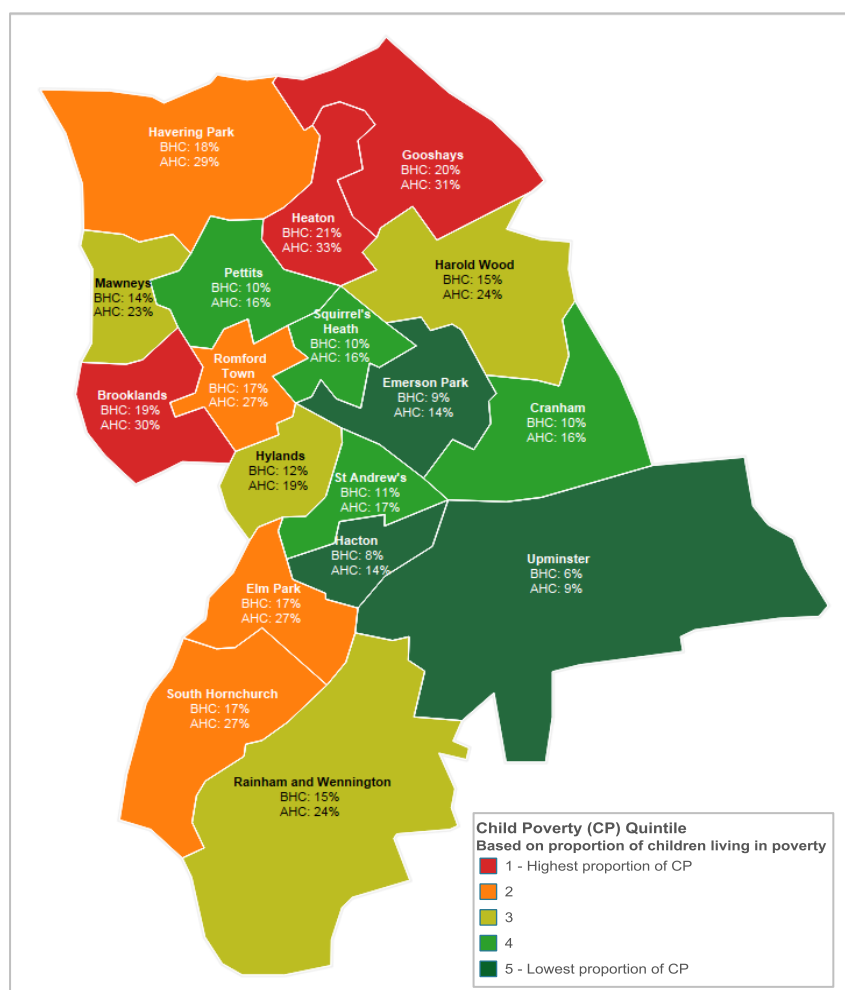 Havering Park
BHC: 18%
AHC: 29%
Gooshays
BHC: 20%
AHC: 31%
Heaton
BHC: 21%
AHC: 33%
Harold Wood
BHC: 15%
AHC: 24%
Pettits
BHC: 10%
AHC: 16%
Mawneys
BHC: 14%
AHC: 23%
Squirrel's
Heath
BHC: 10%
AHC: 16%
Romford
Town
BHC: 17%
AHC: 27%
Emerson Park
BHC: 9%
AHC: 14%
Brooklands
BHC: 19%
AHC: 30%
Cranham
BHC: 10%
AHC: 16%
Hylands
BHC: 12%
AHC: 19%
St Andrew's
BHC: 11%
AHC: 17%
Hacton
BHC: 8%
AHC: 14%
Upminster
BHC: 6%
AHC: 9%
Elm Park
BHC: 17%
AHC: 27%
South Hornchurch
BHC: 17%
AHC: 27%
Rainham and Wennington
BHC: 15%
AHC: 24%
Child Poverty (CP) Quintile
Based on proportion of children living in poverty
1 - Highest proportion of CP
2
3
4
5 - Lowest proportion of CP